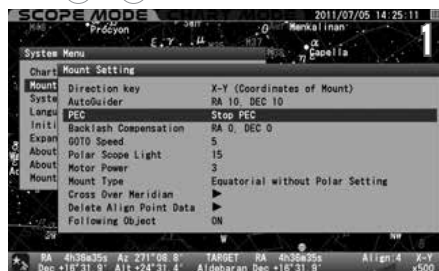 SCOPE MODE CHART MODE 2011/07/05 14:25:11
Procyon Menkalinan
ε γ μ M37 α Capella
η
1
System Menu
Chart
Mount
Syste
Langu
Initi
Expan
About
About
Mount
Mount Setting
Direction key X-Y (Coordinates of Mount)
AutoGuider RA 10, DEC 10
PEC Stop PEC
Backlash Compensation RA 0, DEC 0
GOTO Speed 5
Polar Scope Light 15
Motor Power 3
Mount Type Equatorial without Polar Setting
Cross Over Meridian ▶
Delete Align Point Data ▶
Following Object ON
W NW
RA 4h36m35s Az 271°08.8' TARGET RA 4h36m35s Align:4 X-Y
Dec +16°31.9' Alt +24°31.4' Aldebaran Dec +16°31.9' x500